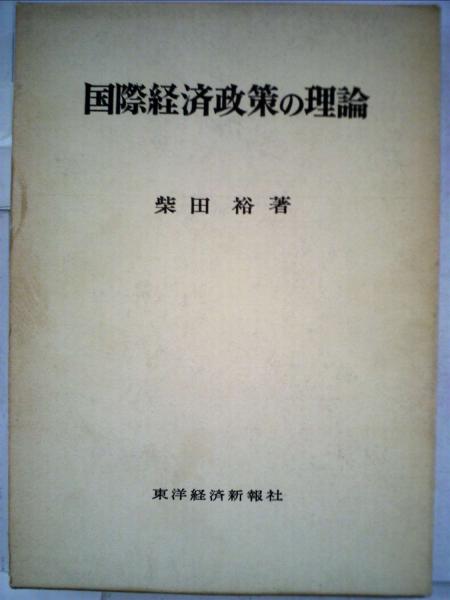 国際経済政策の理論
柴田 裕著
東洋経済新報社